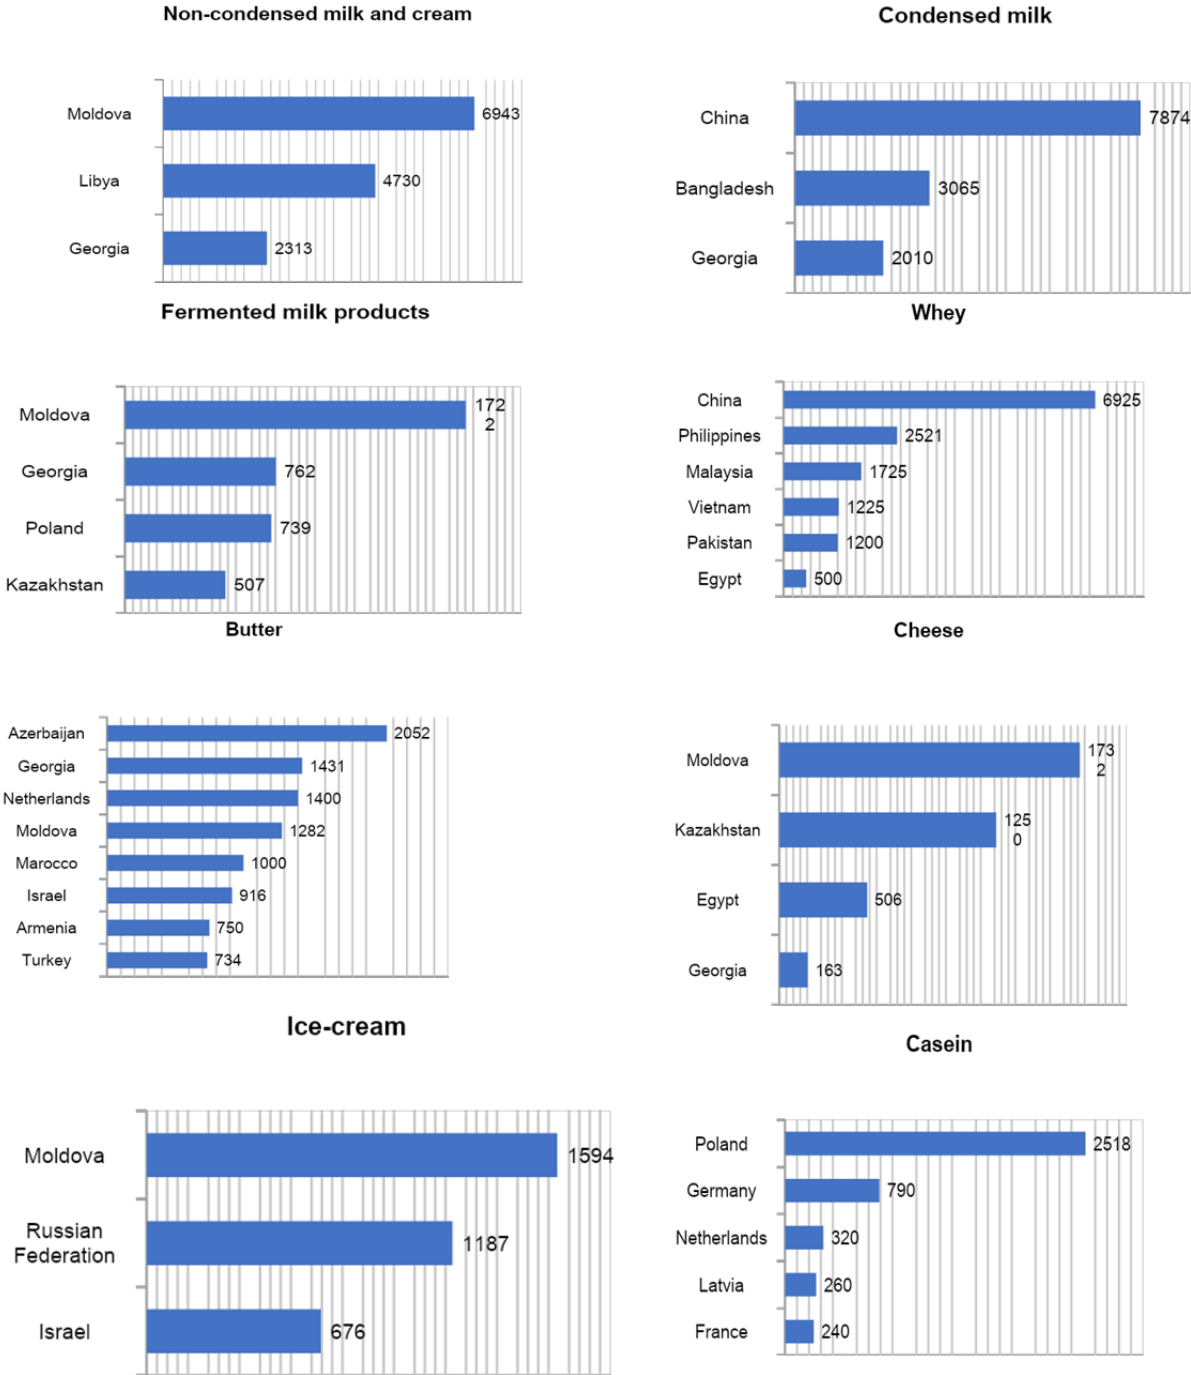 Non-condensed milk and cream
Moldova
6943
Libya
4730
Georgia
2313
Condensed milk
China
7874
Bangladesh
3065
Georgia
2010
Fermented milk products
Moldova
172
2
Georgia
762
Poland
739
Kazakhstan
507
Whey
China
6925
Philippines
2521
Malaysia
1725
Vietnam
1225
Pakistan
1200
Egypt
500
Butter
Azerbaijan
2052
Georgia
1431
Netherlands
1400
Moldova
1282
Marocco
1000
Israel
916
Armenia
750
Turkey
734
Cheese
Moldova
173
2
Kazakhstan
125
0
Egypt
506
Georgia
163
Ice-cream
Moldova
1594
Russian
Federation
1187
Israel
676
Casein
Poland
2518
Germany
790
Netherlands
320
Latvia
260
France
240